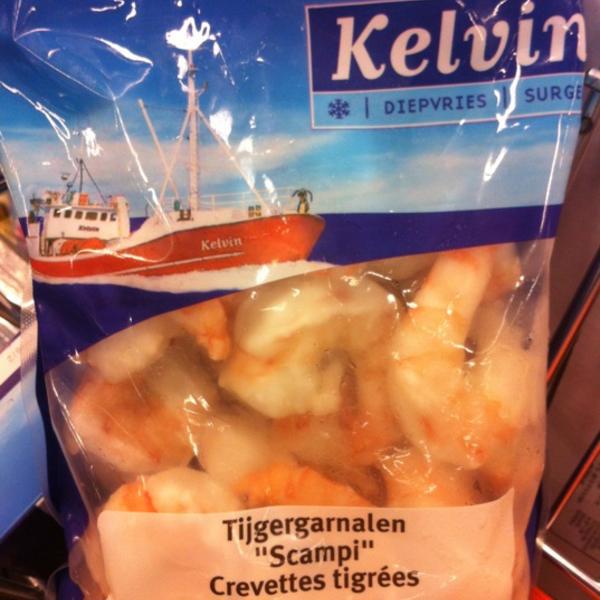 Kelvin
❄ | DIEPVRIES | SURGE
Kelvin
Tijgergarnalen
"Scampi"
Crevettes tigrées